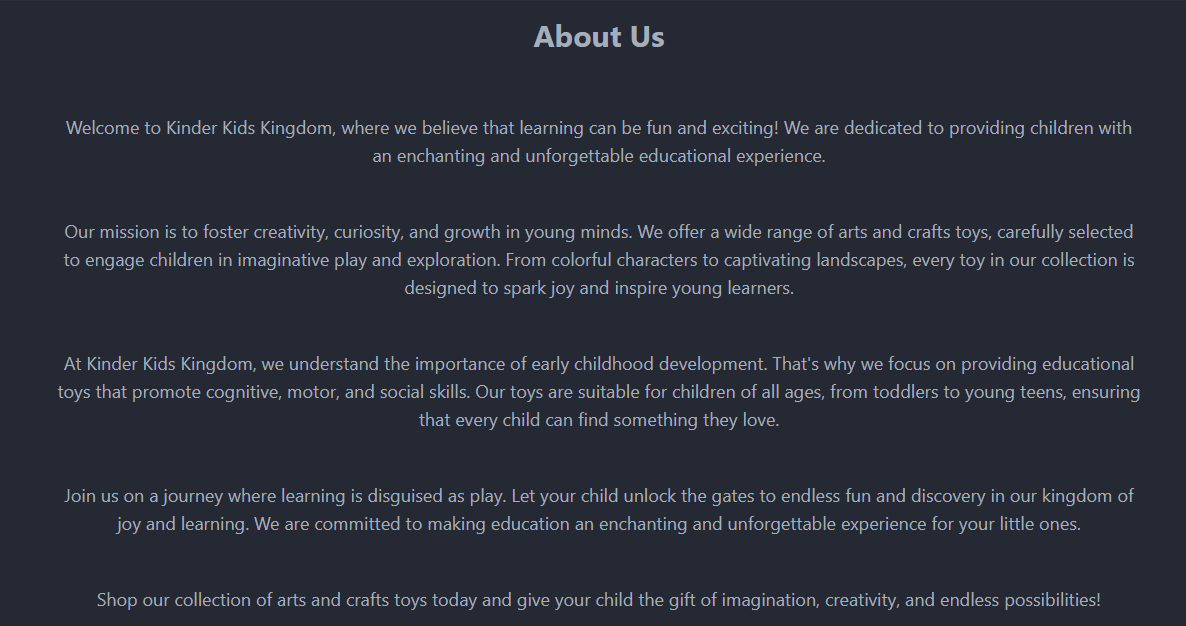 About Us
Welcome to Kinder Kids Kingdom, where we believe that learning can be fun and exciting! We are dedicated to providing children with
an enchanting and unforgettable educational experience.
Our mission is to foster creativity, curiosity, and growth in young minds. We offer a wide range of arts and crafts toys, carefully selected
to engage children in imaginative play and exploration. From colorful characters to captivating landscapes, every toy in our collection is
designed to spark joy and inspire young learners.
At Kinder Kids Kingdom, we understand the importance of early childhood development. That's why we focus on providing educational
toys that promote cognitive, motor, and social skills. Our toys are suitable for children of all ages, from toddlers to young teens, ensuring
that every child can find something they love.
Join us on a journey where learning is disguised as play. Let your child unlock the gates to endless fun and discovery in our kingdom of
joy and learning. We are committed to making education an enchanting and unforgettable experience for your little ones.
Shop our collection of arts and crafts toys today and give your child the gift of imagination, creativity, and endless possibilities!